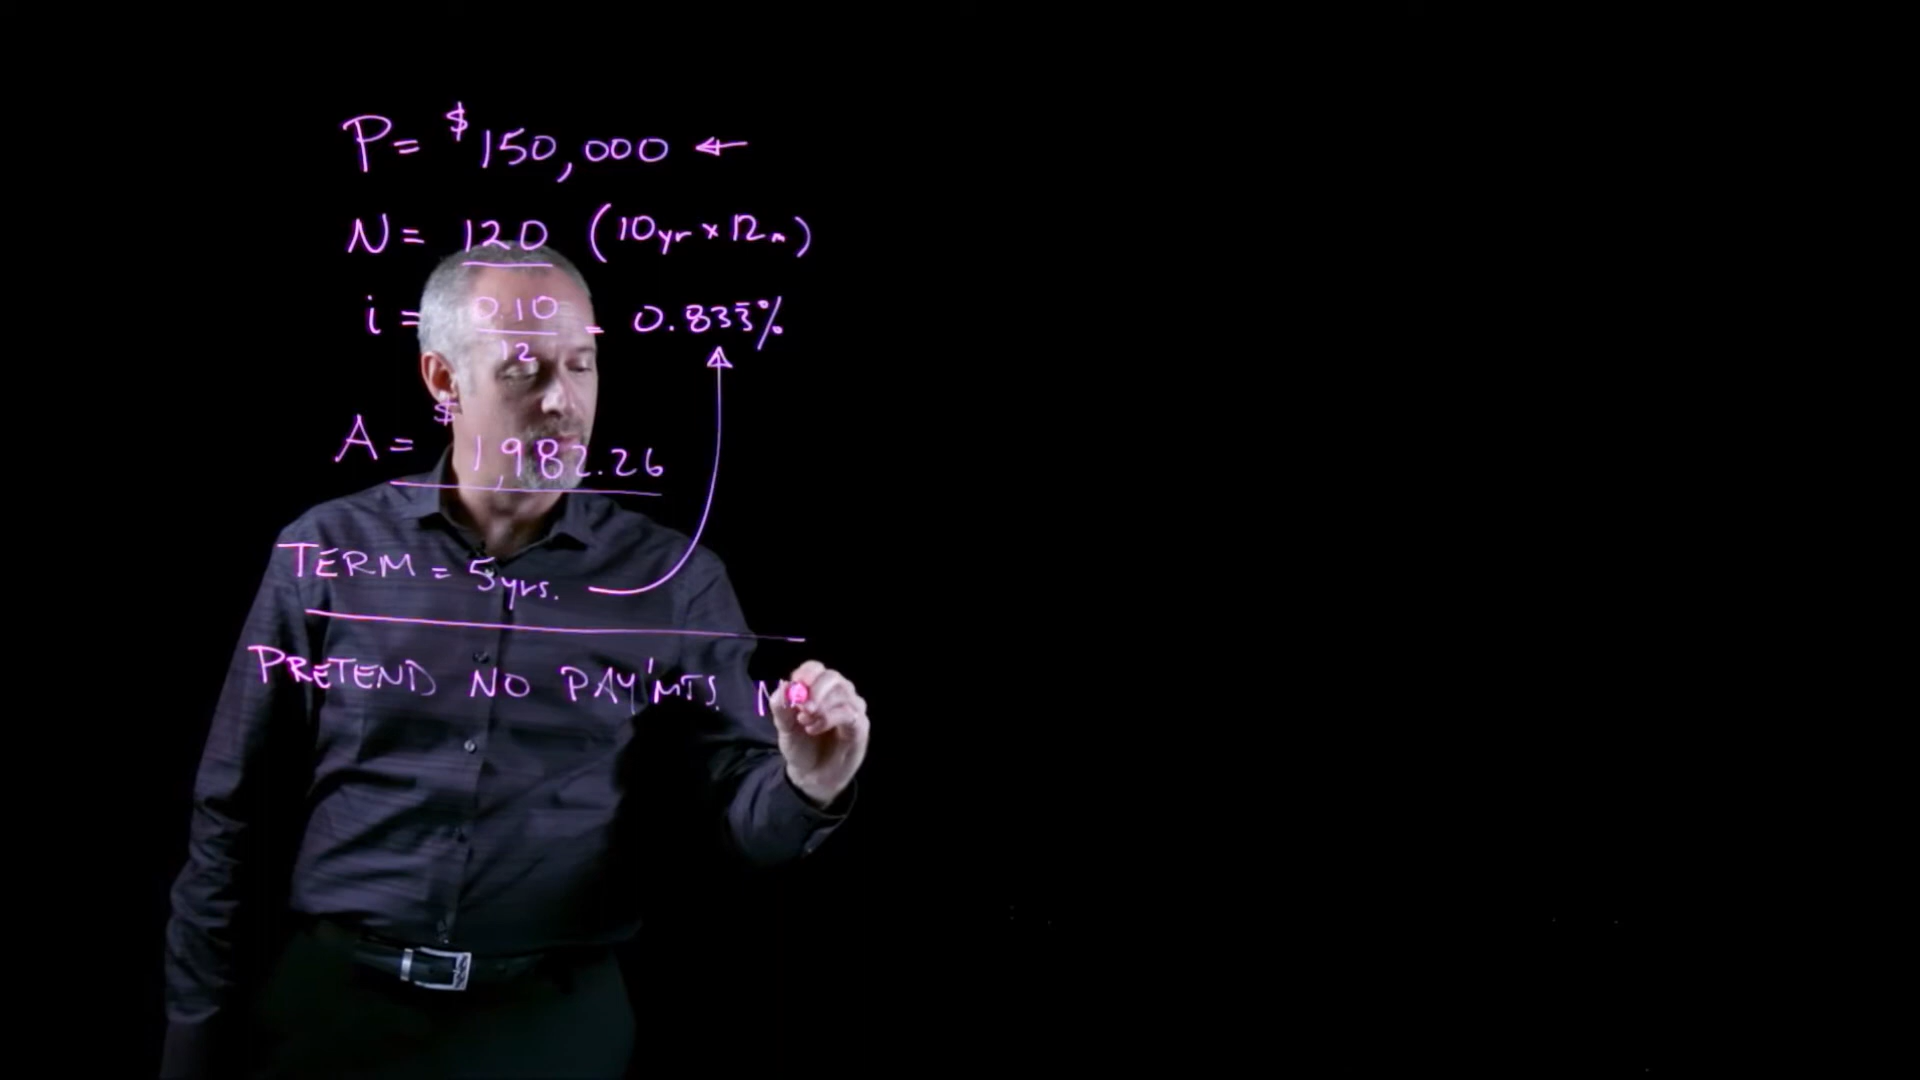 P = $150,000 ←
N = 120 (10yr × 12m)
i = 0.10/12 = 0.833̅%
A = $1,982.26
TERM = 5yrs.
PRETEND NO PAY'MTS.